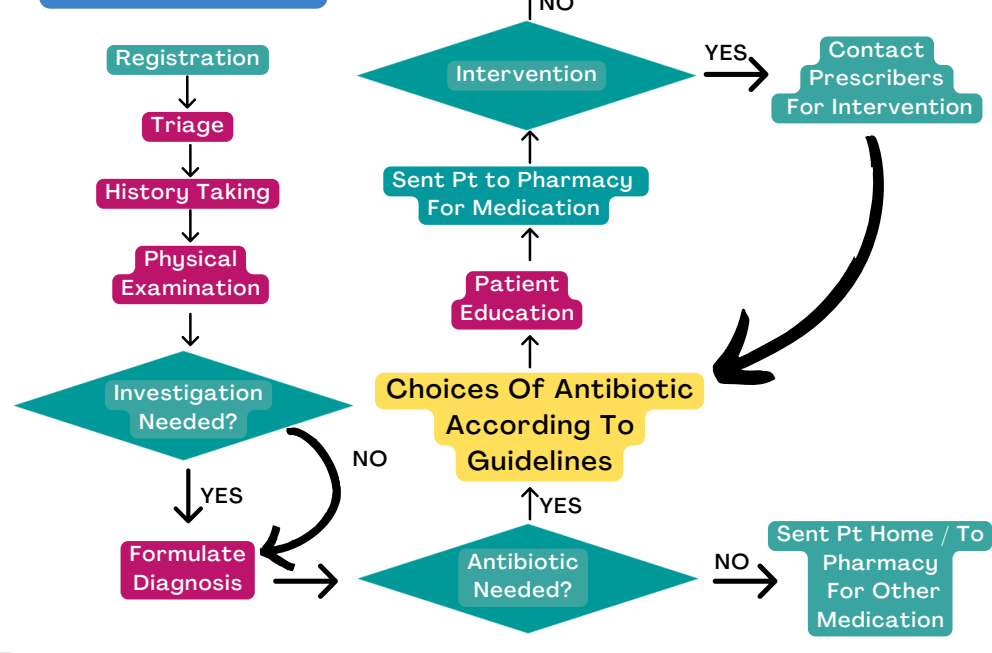 Registration
Triage
History Taking
Physical
Examination
Investigation
Needed?
NO
YES
Formulate
Diagnosis
Antibiotic
Needed?
NO
Sent Pt Home / To
Pharmacy
For Other
Medication
YES
Choices Of Antibiotic
According To
Guidelines
Patient
Education
Sent Pt to Pharmacy
For Medication
Intervention
YES
Contact
Prescribers
For Intervention
NO